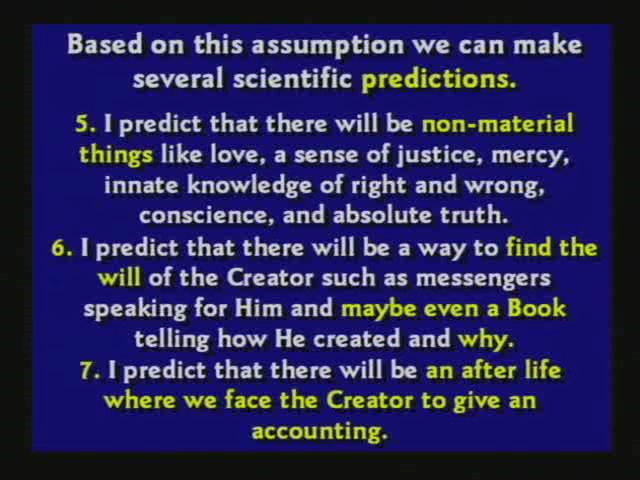 Based on this assumption we can make
several scientific predictions.
5. I predict that there will be non-material
things like love, a sense of justice, mercy,
innate knowledge of right and wrong,
conscience, and absolute truth.
6. I predict that there will be a way to find the
will of the Creator such as messengers
speaking for Him and maybe even a Book
telling how He created and why.
7. I predict that there will be an after life
where we face the Creator to give an
accounting.